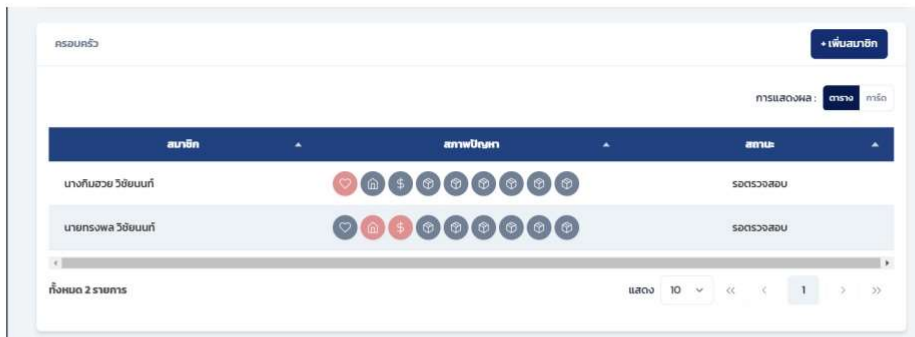 ครอบครัว
+ เพิ่มสมาชิก
การแสดงผล : ตาราง การ์ด
สมาชิก สภาพปัญหา สถานะ
นางกิมฮวย วิชัยนนท์ รอตรวจสอบ
นายทรงพล วิชัยนนท์ รอตรวจสอบ
ทั้งหมด 2 รายการ แสดง 10 << < 1 > >>